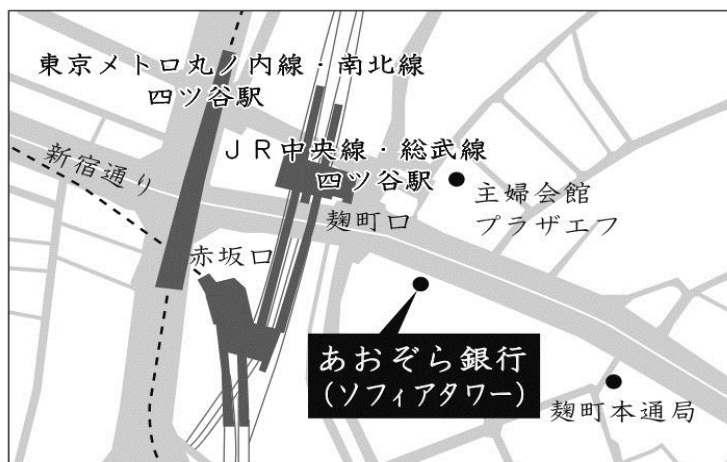 東京メトロ丸ノ内線・南北線
四ツ谷駅
新宿通り
JR中央線・総武線
四ツ谷駅
主婦会館
プラザエフ
麹町口
赤坂口
あおぞら銀行
(ソフィアタワー)
麹町本通局